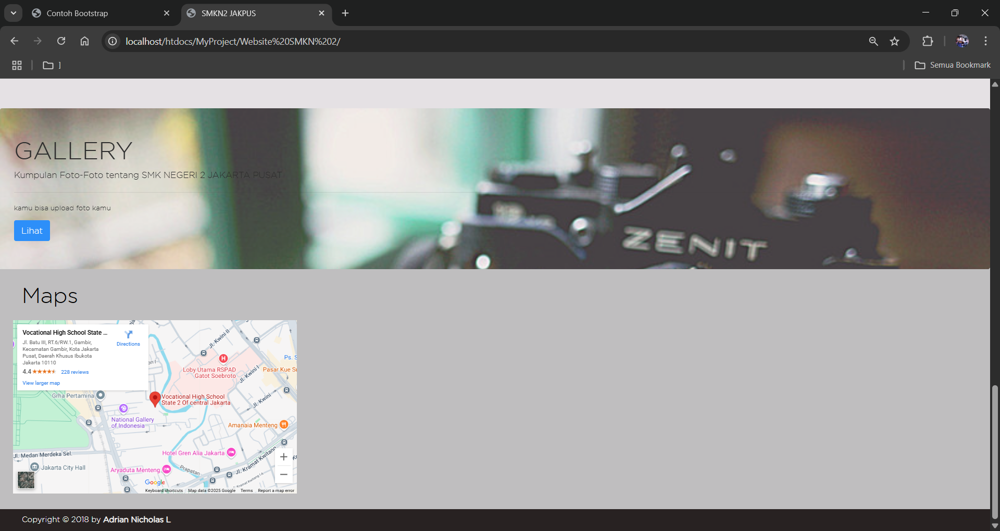 Contoh Bootstrap
SMKN2 JAKPUS
localhost/htdocs/MyProject/Website%20SMKN%202/
]
Semua Bookmark
GALLERY
Kumpulan Foto-Foto tentang SMK NEGERI 2 JAKARTA PUSAT
kamu bisa upload foto kamu
Lihat
ZENIT
Maps
Vocational High School State ...
Directions
Jl. Batu III, RT.6/RW.1, Gambir,
Kecamatan Gambir, Kota Jakarta
Pusat, Daerah Khusus Ibukota
Jakarta 10110
4.4
228 reviews
View larger map
Jl. Kwini II
H
Loby Utama RSPAD
Gatot Soebroto
Jl. Kwini I
Ps. S
Pasar Kue Su
Grha Pertamina
Vocational High School
State 2 Of central Jakarta
Jl. Kwini
National Gallery
of Indonesia
Amanaia Menteng
Jl. Medan Merdeka Sel.
Hotel Gren Alia Jakarta
Jl. Kramat Kwitang
Jakarta City Hall
Aryaduta Menteng
Prapatan
Jl. Kramat Kwitang I A
Google
Keyboard shortcuts
Map data ©2025 Google
Terms
Report a map error
Copyright © 2018 by Adrian Nicholas L